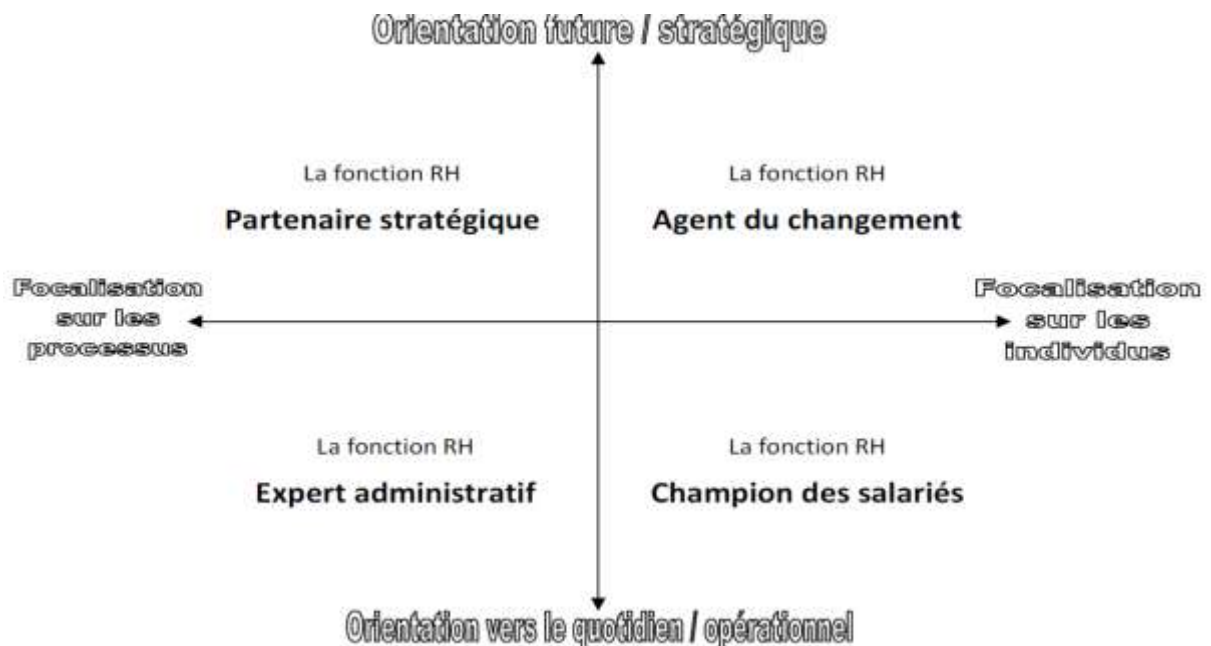 Orientation future / stratégique
La fonction RH
Partenaire stratégique
La fonction RH
Agent du changement
Focalisation
sur les
processus
Focalisation
sur les
individus
La fonction RH
Expert administratif
La fonction RH
Champion des salariés
Orientation vers le quotidien / opérationnel